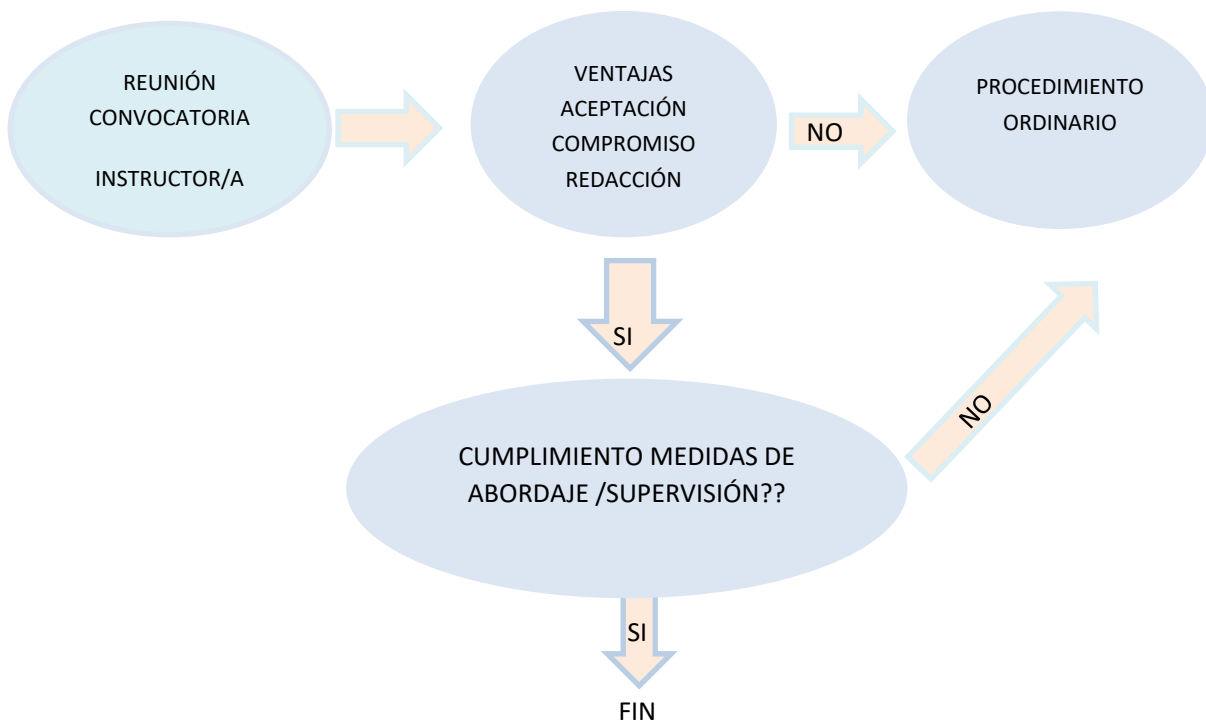 REUNIÓN
CONVOCATORIA
INSTRUCTOR/A
VENTAJAS
ACEPTACIÓN
COMPROMISO
REDACCIÓN
NO
PROCEDIMIENTO
ORDINARIO
SI
NO
CUMPLIMIENTO MEDIDAS DE
ABORDAJE /SUPERVISIÓN??
SI
FIN